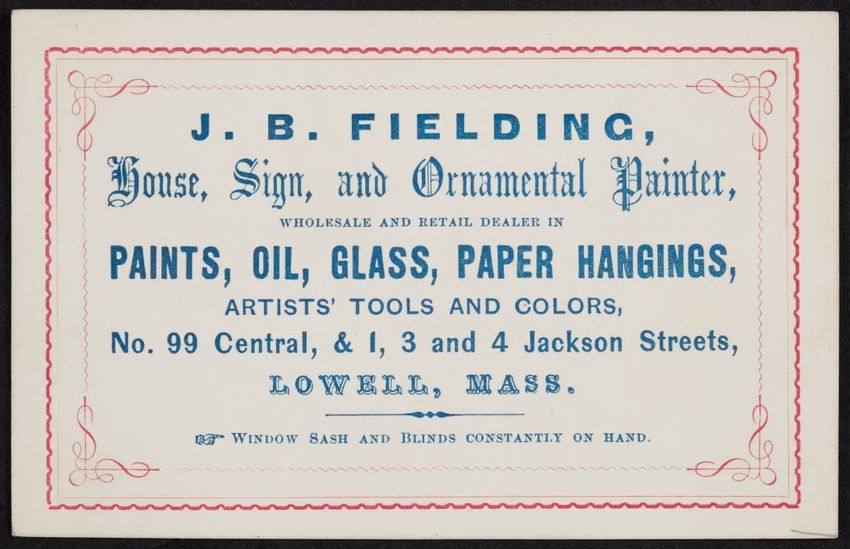 J. B. FIELDING,
House, Sign, and Ornamental Painter,
WHOLESALE AND RETAIL DEALER IN
PAINTS, OIL, GLASS, PAPER HANGINGS,
ARTISTS' TOOLS AND COLORS,
No. 99 Central, & 1, 3 and 4 Jackson Streets,
LOWELL, MASS.
☞ WINDOW SASH AND BLINDS CONSTANTLY ON HAND.